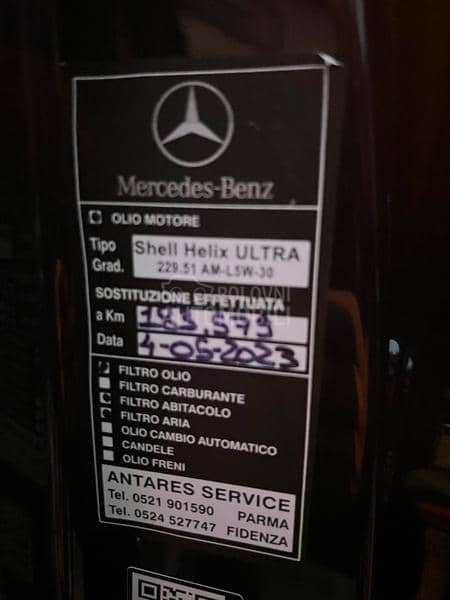 Mercedes-Benz
OLIO MOTORE
Tipo Shell Helix ULTRA
Grad. 229.51 AM-L5W-30
SOSTITUZIONE EFFETTUATA
a Km 183.573
Data 4-05-2023
FILTRO OLIO
FILTRO CARBURANTE
FILTRO ABITACOLO
FILTRO ARIA
OLIO CAMBIO AUTOMATICO
CANDELE
OLIO FRENI
ANTARES SERVICE
Tel. 0521 901590 PARMA
Tel. 0524 527747 FIDENZA